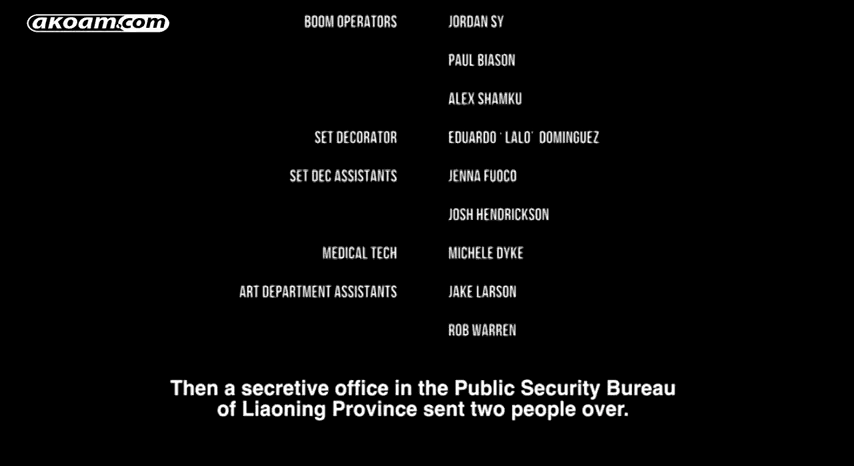 akoam.com
BOOM OPERATORS JORDAN SY
PAUL BIASON
ALEX SHAMKU
SET DECORATOR EDUARDO ' LALO' DOMINGUEZ
SET DEC ASSISTANTS JENNA FUOCO
JOSH HENDRICKSON
MEDICAL TECH MICHELE DYKE
ART DEPARTMENT ASSISTANTS JAKE LARSON
ROB WARREN
Then a secretive office in the Public Security Bureau
of Liaoning Province sent two people over.